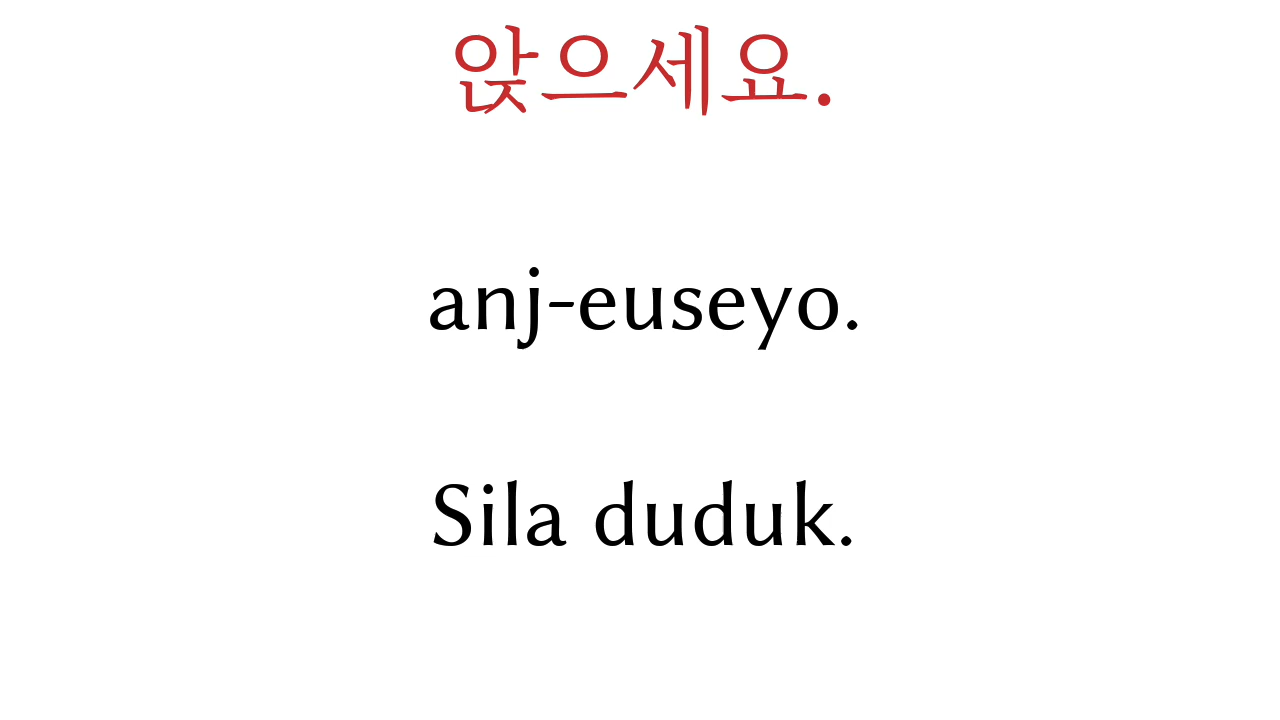 앉으세요.
anj-euseyo.
Sila duduk.